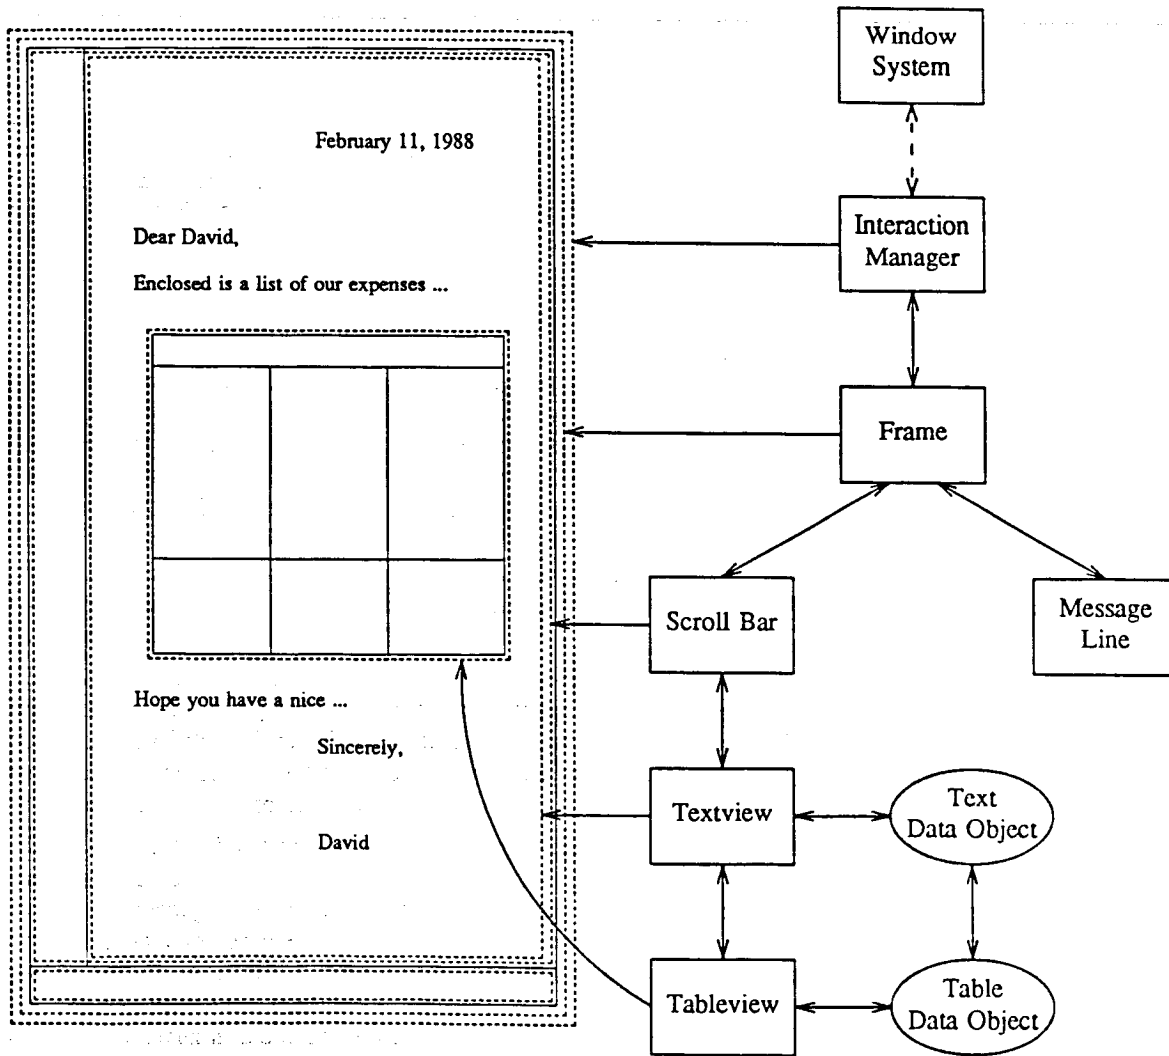 February 11, 1988
Dear David,
Enclosed is a list of our expenses ...
Hope you have a nice ...
Sincerely,
David
Window
System
Interaction
Manager
Frame
Scroll Bar
Message
Line
Textview
Text
Data Object
Tableview
Table
Data Object